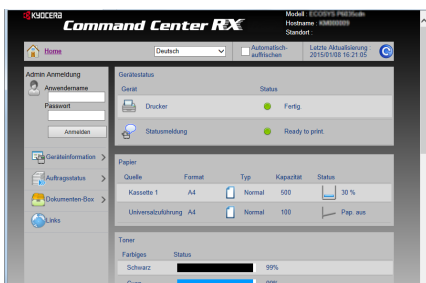 KYOCERA
Command Center RX
Modell : ECOSYS P6035cdn
Hostname : KM000009
Standort :
Home
Deutsch
Automatisch-
auffrischen
Letzte Aktualisierung :
2015/01/08 16:21:05
Admin Anmeldung
Anwendername
Passwort
Anmelden
Geräteinformation
Auftragsstatus
Dokumenten-Box
Links
Gerätestatus
Gerät Status
Drucker Fertig.
Statusmeldung Ready to print.
Papier
Quelle Format Typ Kapazität Status
Kassette 1 A4 Normal 500 30 %
Universalzuführung A4 Normal 100 Pap. aus
Toner
Farbiges Status
Schwarz 99%